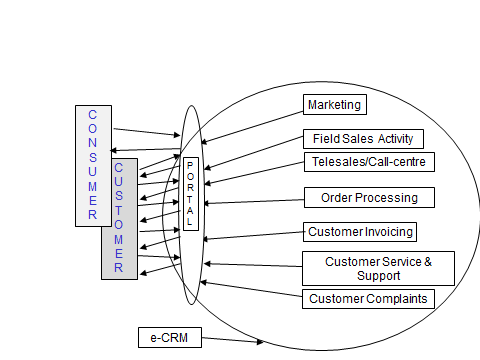 CONSUMER
CUSTOMER
PORTAL
Marketing
Field Sales Activity
Telesales/Call-centre
Order Processing
Customer Invoicing
Customer Service &
Support
Customer Complaints
e-CRM